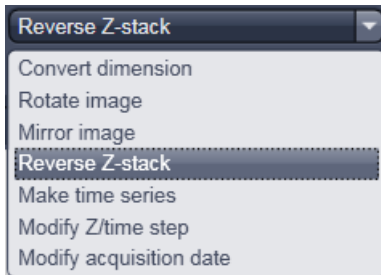 Reverse Z-stack
Convert dimension
Rotate image
Mirror image
Reverse Z-stack
Make time series
Modify Z/time step
Modify acquisition date